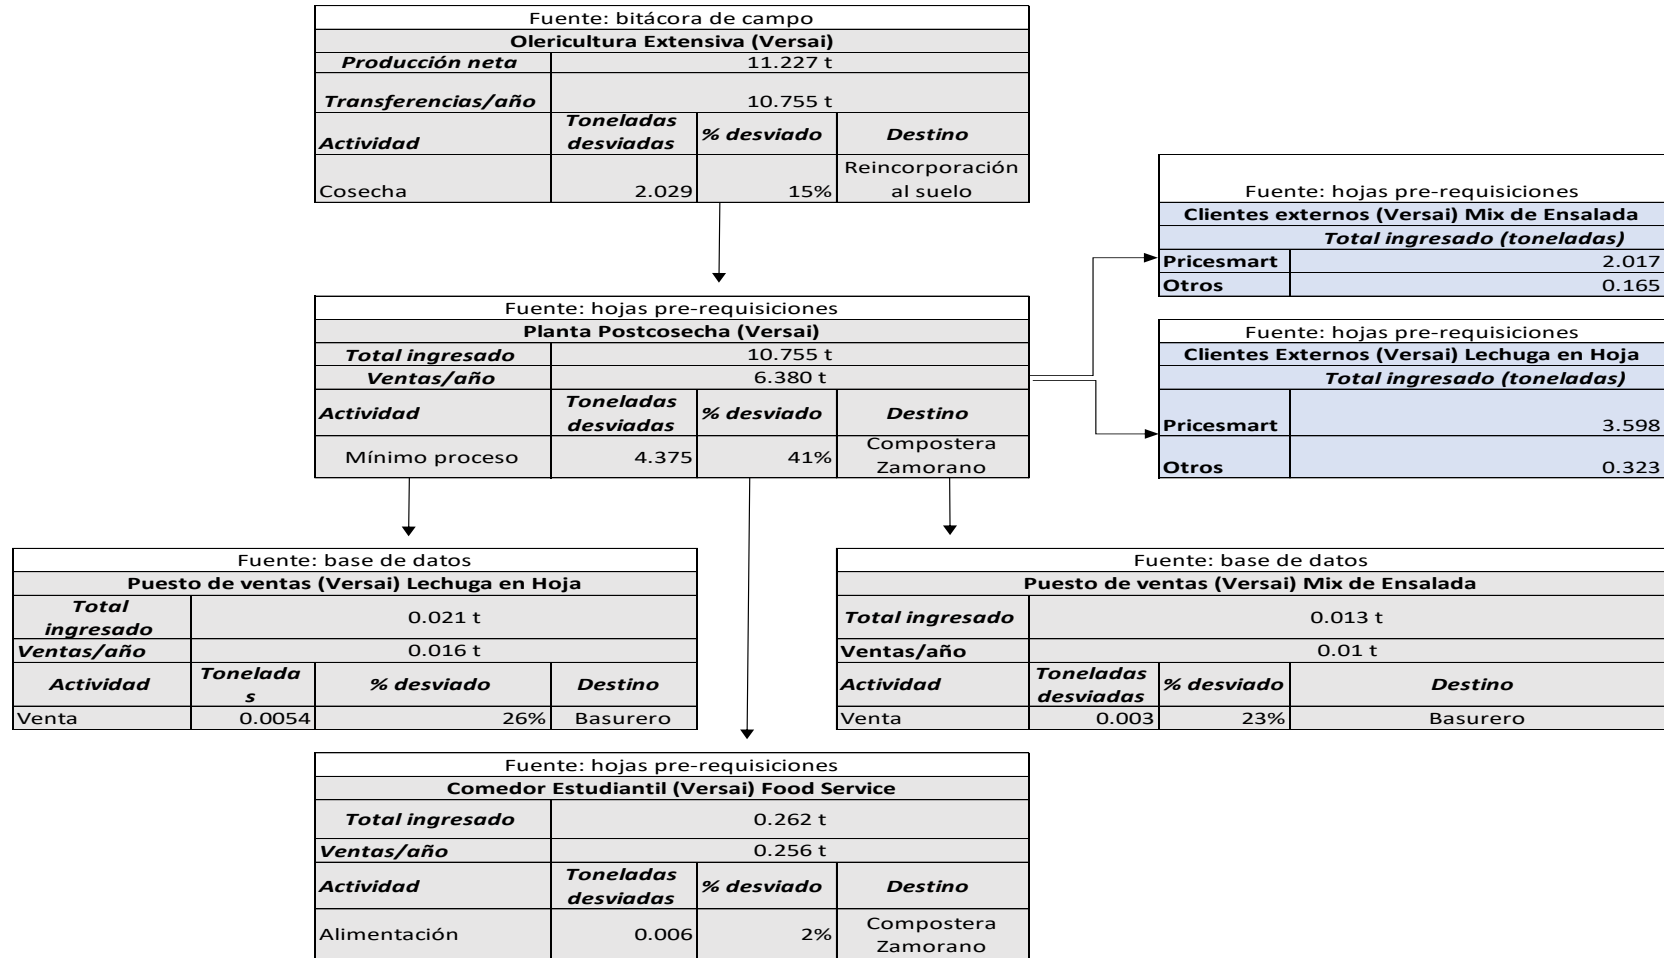 Fuente: bitácora de campo
Olericultura Extensiva (Versai)
Producción neta 11.227 t
Transferencias/año 10.755 t
Actividad Toneladas desviadas % desviado Destino
Cosecha 2.029 15% Reincorporación al suelo
Fuente: hojas pre-requisiciones
Clientes externos (Versai) Mix de Ensalada
Total ingresado (toneladas)
Pricesmart 2.017
Otros 0.165
Fuente: hojas pre-requisiciones
Planta Postcosecha (Versai)
Total ingresado 10.755 t
Ventas/año 6.380 t
Actividad Toneladas desviadas % desviado Destino
Mínimo proceso 4.375 41% Compostera Zamorano
Fuente: hojas pre-requisiciones
Clientes Externos (Versai) Lechuga en Hoja
Total ingresado (toneladas)
Pricesmart 3.598
Otros 0.323
Fuente: base de datos
Puesto de ventas (Versai) Lechuga en Hoja
Total ingresado 0.021 t
Ventas/año 0.016 t
Actividad Toneladas % desviado Destino
Venta 0.0054 26% Basurero
Fuente: base de datos
Puesto de ventas (Versai) Mix de Ensalada
Total ingresado 0.013 t
Ventas/año 0.01 t
Actividad Toneladas desviadas % desviado Destino
Venta 0.003 23% Basurero
Fuente: hojas pre-requisiciones
Comedor Estudiantil (Versai) Food Service
Total ingresado 0.262 t
Ventas/año 0.256 t
Actividad Toneladas desviadas % desviado Destino
Alimentación 0.006 2% Compostera Zamorano